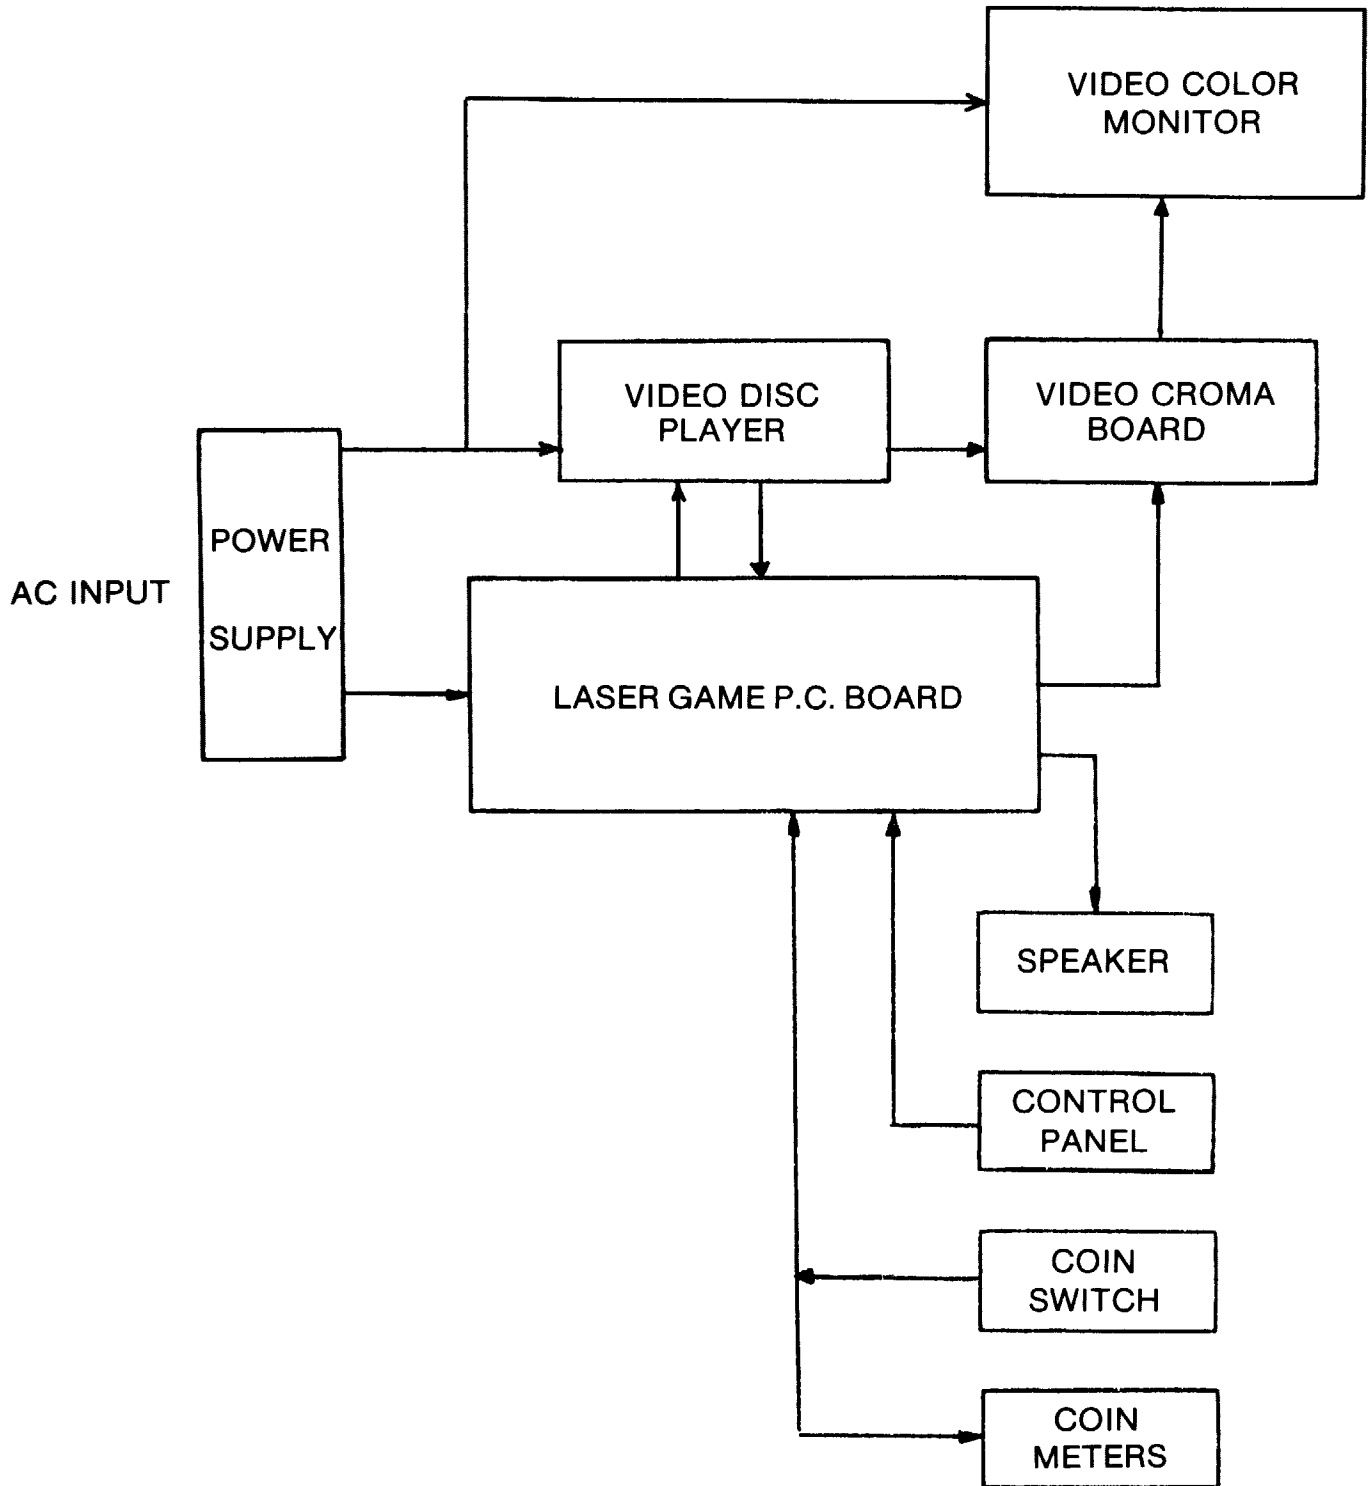 VIDEO COLOR
MONITOR
VIDEO DISC
PLAYER
VIDEO CROMA
BOARD
POWER
AC INPUT
SUPPLY
LASER GAME P.C. BOARD
SPEAKER
CONTROL
PANEL
COIN
SWITCH
COIN
METERS